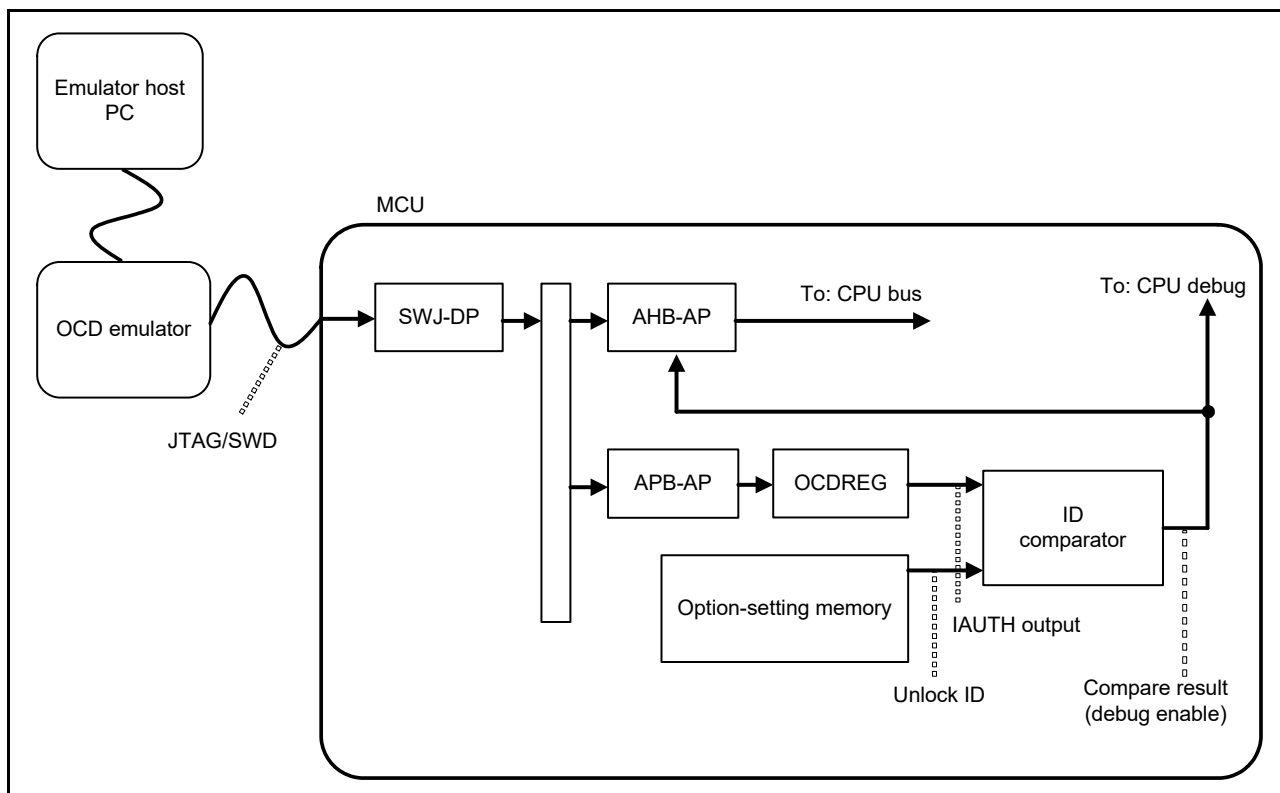 Emulator host
PC
MCU
OCD emulator
SWJ-DP
AHB-AP
To: CPU bus
To: CPU debug
JTAG/SWD
APB-AP
OCDREG
ID
comparator
Option-setting memory
IAUTH output
Unlock ID
Compare result
(debug enable)